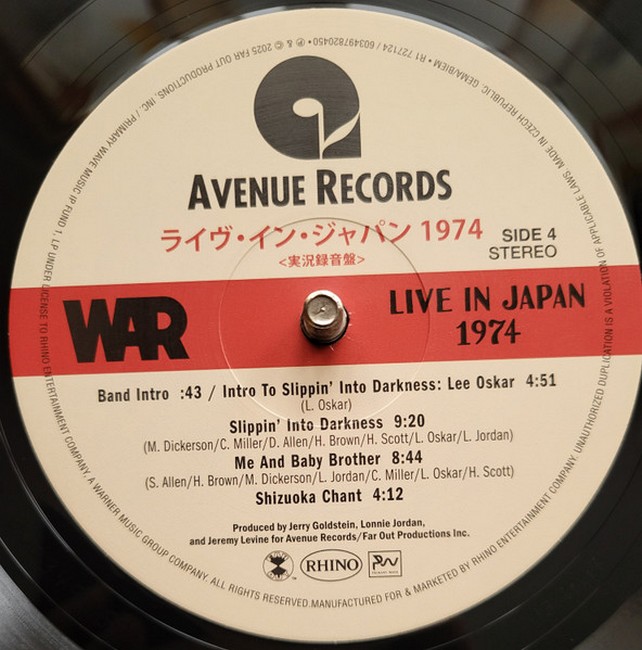 AVENUE RECORDS
ライヴ・イン・ジャパン 1974
<実況録音盤>
SIDE 4
STEREO
WAR
LIVE IN JAPAN
1974
Band Intro :43 / Intro To Slippin' Into Darkness: Lee Oskar 4:51
(L. Oskar)
Slippin' Into Darkness 9:20
(M. Dickerson/C. Miller/D. Allen/H. Brown/H. Scott/L. Oskar/L. Jordan)
Me And Baby Brother 8:44
(S. Allen/H. Brown/M. Dickerson/L. Jordan/C. Miller/L. Oskar/H. Scott)
Shizuoka Chant 4:12
Produced by Jerry Goldstein, Lonnie Jordan,
and Jeremy Levine for Avenue Records/Far Out Productions Inc.
RHINO
℗ & © 2025 FAR OUT PRODUCTIONS, INC / PRIMARY WAVE MUSIC IP FUND 1, LP UNDER LICENSE TO RHINO ENTERTAINMENT COMPANY, A WARNER MUSIC GROUP COMPANY. ALL RIGHTS RESERVED. MANUFACTURED FOR & MARKETED BY RHINO ENTERTAINMENT COMPANY. UNAUTHORIZED DUPLICATION IS A VIOLATION OF APPLICABLE LAWS. MADE IN CZECH REPUBLIC. GEMA/BIEM • R1 727124 / 603497820450 •